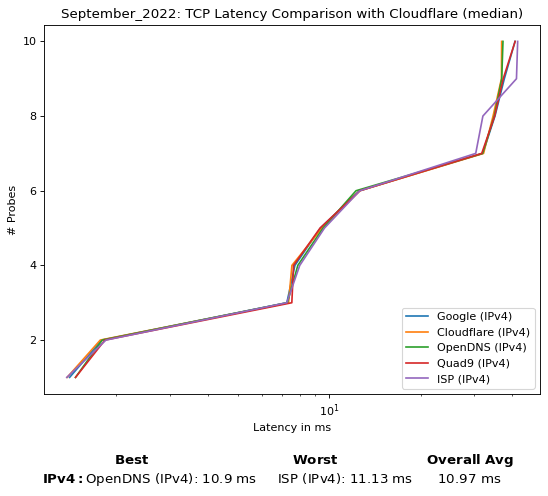 September_2022: TCP Latency Comparison with Cloudflare (median)
10
8
6
4
2
# Probes
Google (IPv4)
Cloudflare (IPv4)
OpenDNS (IPv4)
Quad9 (IPv4)
ISP (IPv4)
10¹
Latency in ms
Best Worst Overall Avg
IPv4: OpenDNS (IPv4): 10.9 ms ISP (IPv4): 11.13 ms 10.97 ms